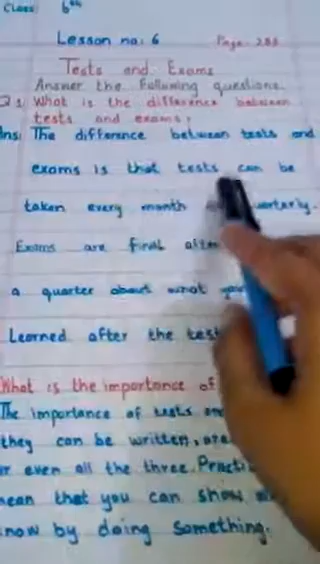 Class: 6th
Lesson no: 6 Page: 
Tests and Exams
Answer the following questions.
Q1: What is the difference between
tests and exams?
Ans: The difference between tests and
exams is that tests can be
taken every month quarterly.
Exams are final
a quarter about what
Learned after the
What is the importance of
The importance of tests
they can be written,
or even all the three.
mean that you can show
know by doing something.